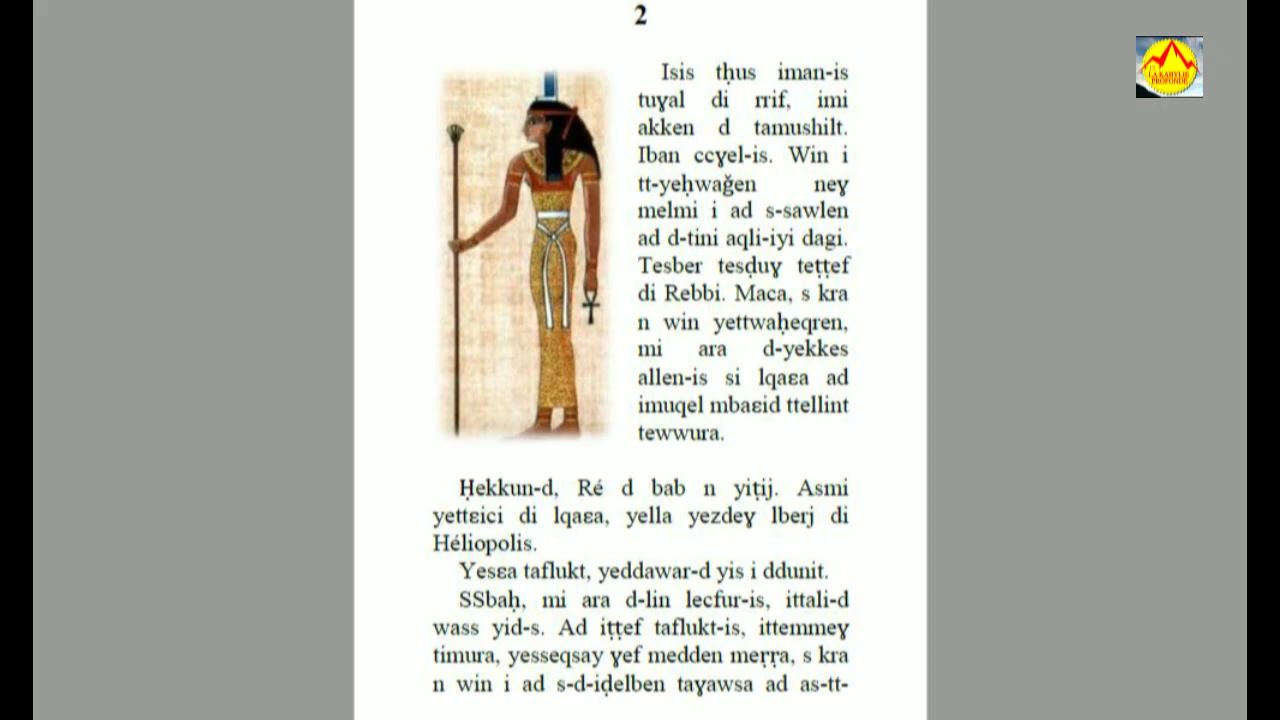 2
Isis tḥus iman-is
tuɣal di rrif, imi
akken d tamushilt.
Iban ccɣel-is. Win i
tt-yeḥwaǧen neɣ
melmi i ad s-sawlen
ad d-tini aqli-iyi dagi.
Tesber tesḍuɣ teṭṭef
di Rebbi. Maca, s kra
n win yettwaḥeqren,
mi ara d-yekkes
allen-is si lqaɛa ad
imuqel mbaɛid ttellint
tewwura.
Ḥekkun-d, Ré d bab n yiṭij. Asmi
yettɛici di lqaɛa, yella yezdeɣ lberj di
Héliopolis.
Yesɛa taflukt, yeddawar-d yis i ddunit.
SSbaḥ, mi ara d-lin lecfur-is, ittali-d
wass yid-s. Ad iṭṭef taflukt-is, ittemmeɣ
timura, yesseqsay ɣef medden meṛṛa, s kra
n win i ad s-d-iḍelben taɣawsa ad as-tt-
LA KABYLIE
PROFONDE